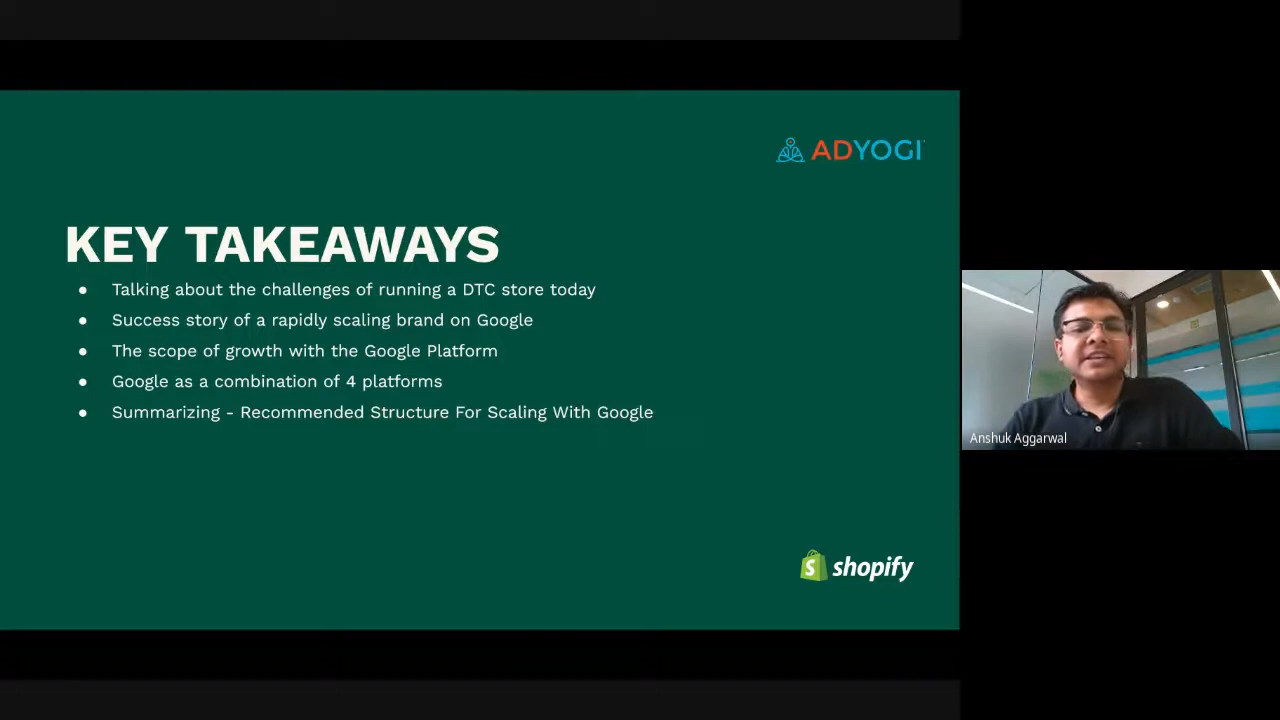 ADYOGI
KEY TAKEAWAYS
● Talking about the challenges of running a DTC store today
● Success story of a rapidly scaling brand on Google
● The scope of growth with the Google Platform
● Google as a combination of 4 platforms
● Summarizing - Recommended Structure For Scaling With Google
Anshuk Aggarwal
shopify